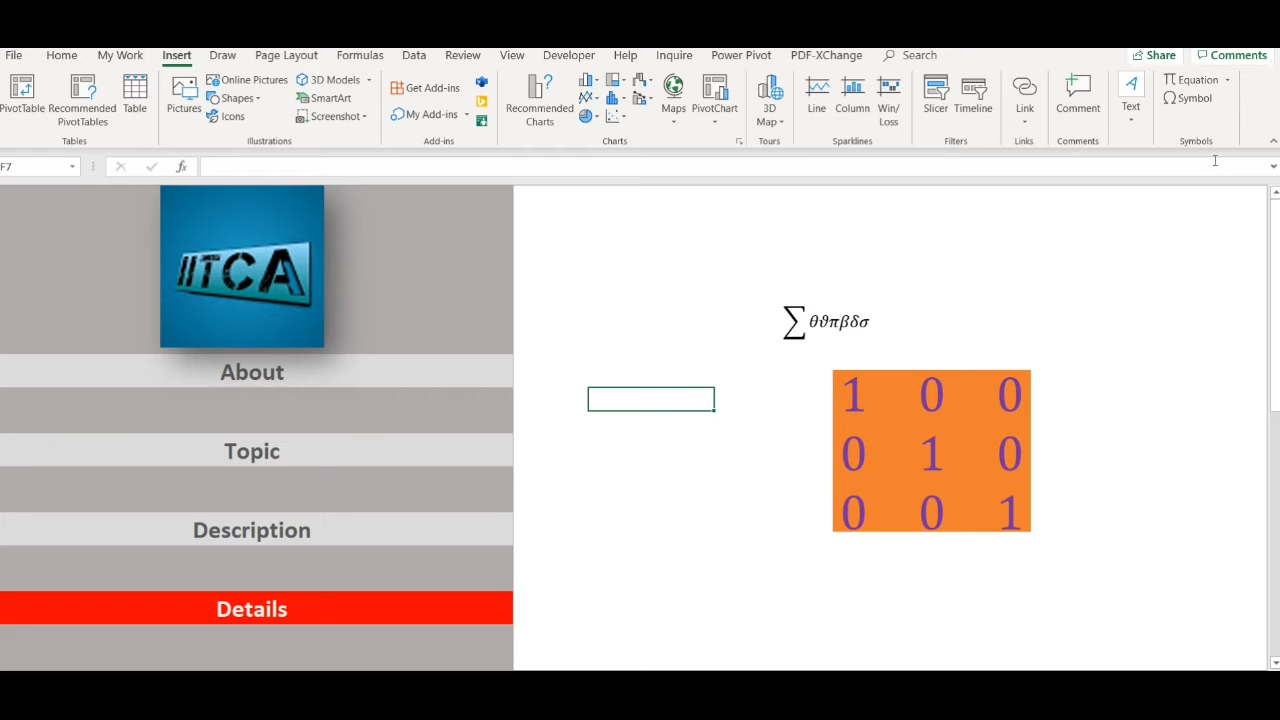 File Home My Work Insert Draw Page Layout Formulas Data Review View Developer Help Inquire Power Pivot PDF-XChange Search Share Comments
PivotTable Recommended PivotTables Table
Tables
Pictures Online Pictures Shapes Icons 3D Models SmartArt Screenshot
Illustrations
Get Add-ins
My Add-ins
Add-ins
Recommended Charts
Maps PivotChart
Charts
3D Map
Tours
Line Column Win/Loss
Sparklines
Slicer Timeline
Filters
Link
Links
Comment
Comments
Text
Equation
Symbol
Symbols
F7
fx
IITCA
About
Topic
Description
Details
∑θϑπβδσ
1 0 0
0 1 0
0 0 1